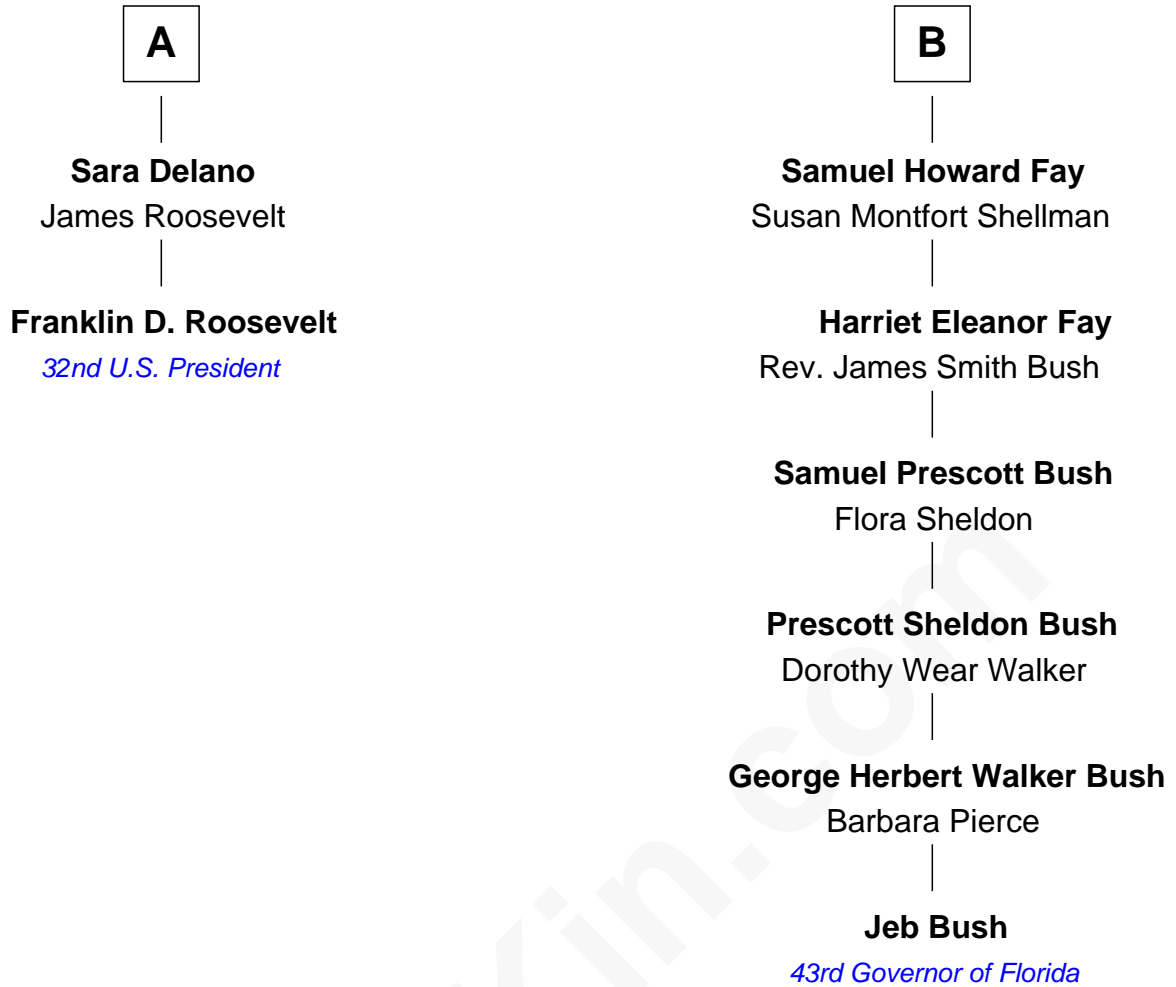 A
Sara Delano
James Roosevelt
Franklin D. Roosevelt
32nd U.S. President
B
Samuel Howard Fay
Susan Montfort Shellman
Harriet Eleanor Fay
Rev. James Smith Bush
Samuel Prescott Bush
Flora Sheldon
Prescott Sheldon Bush
Dorothy Wear Walker
George Herbert Walker Bush
Barbara Pierce
Jeb Bush
43rd Governor of Florida
Kin.com